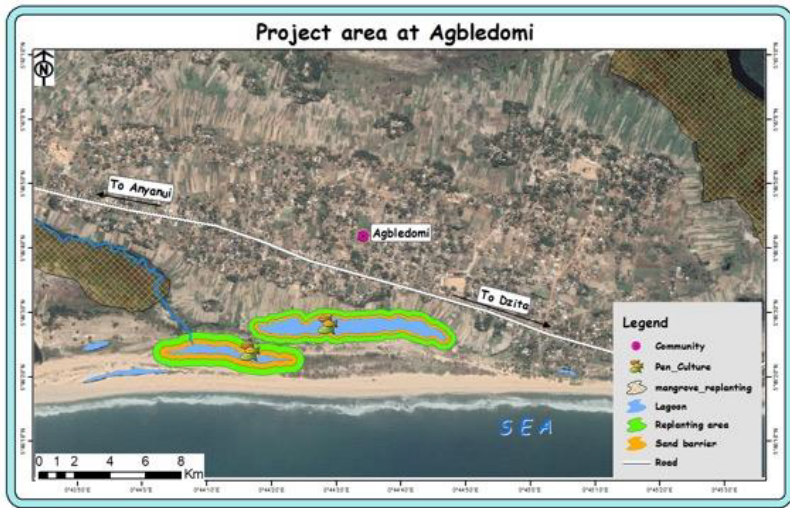 Project area at Agbledomi
N
To Anyanui
Agbledomi
To Dzita
SEA
Legend
Community
Pen_Culture
mangrove_replanting
Lagoon
Replanting area
Sand barrier
Road
0 1 2 4 6 8
Km